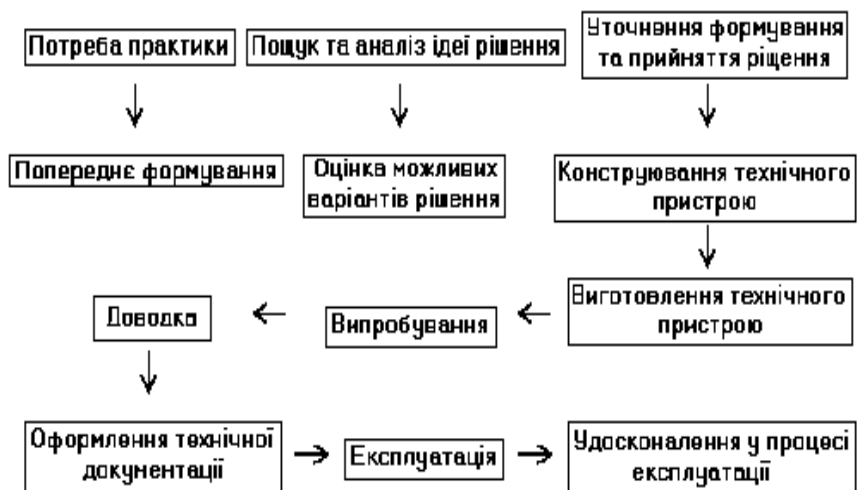 Потреба практики
Пошук та аналіз ідеї рішення
Уточнення формування
та прийняття ріщення
Попереднє формування
Оцінка можливих
варіантів рішення
Конструювання технічного
пристрою
Доводка
Випробування
Виготовлення технічного
пристрою
Оформлення технічної
документації
Експлуатація
Удосконалення у процесі
експлуатації